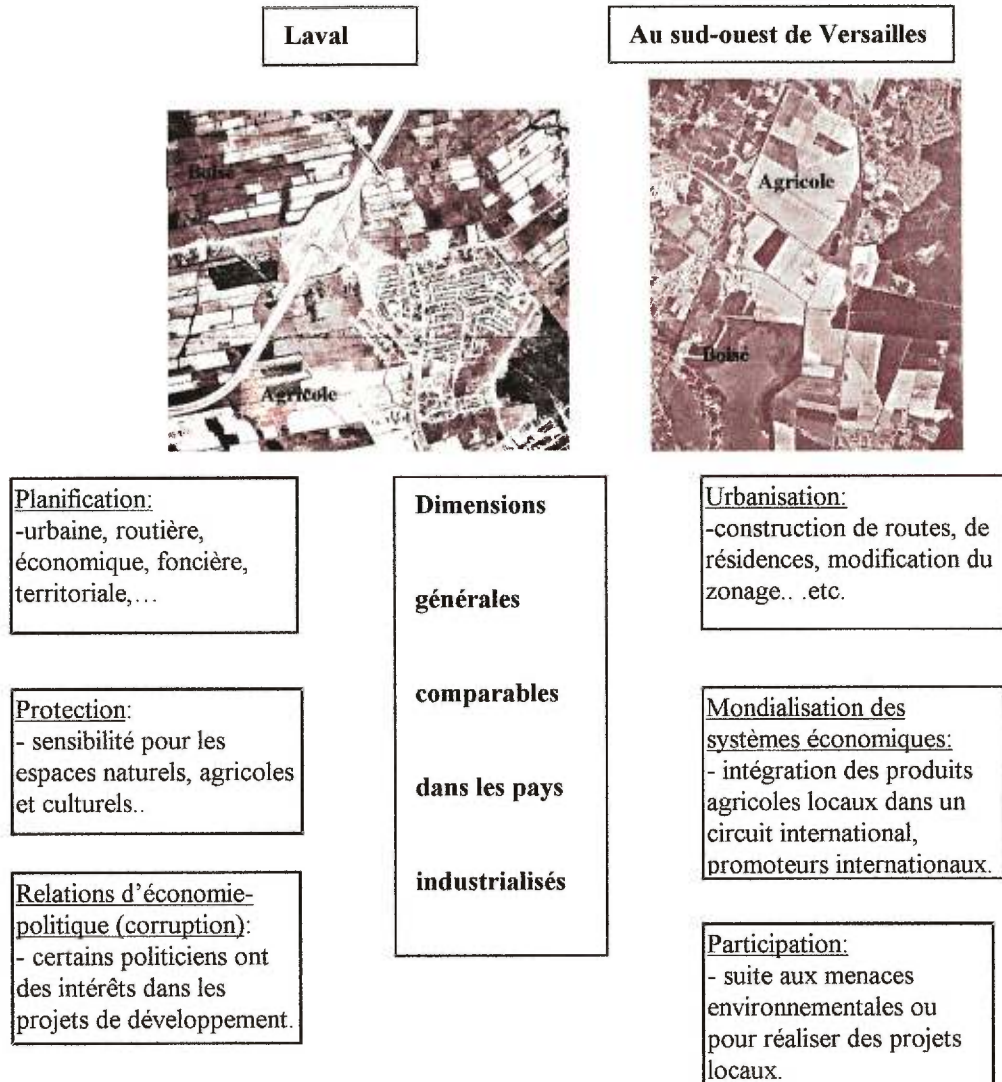 Laval
Au sud-ouest de Versailles
Boisé
Agricole
Agricole
Boisé
Planification:
-urbaine, routière,
économique, foncière,
territoriale,...
Protection:
- sensibilité pour les
espaces naturels, agricoles
et culturels..
Relations d'économie-
politique (corruption):
- certains politiciens ont
des intérêts dans les
projets de développement.
Dimensions
générales
comparables
dans les pays
industrialisés
Urbanisation:
-construction de routes, de
résidences, modification du
zonage.. .etc.
Mondialisation des
systèmes économiques:
- intégration des produits
agricoles locaux dans un
circuit international,
promoteurs internationaux.
Participation:
- suite aux menaces
environnementales ou
pour réaliser des projets
locaux.